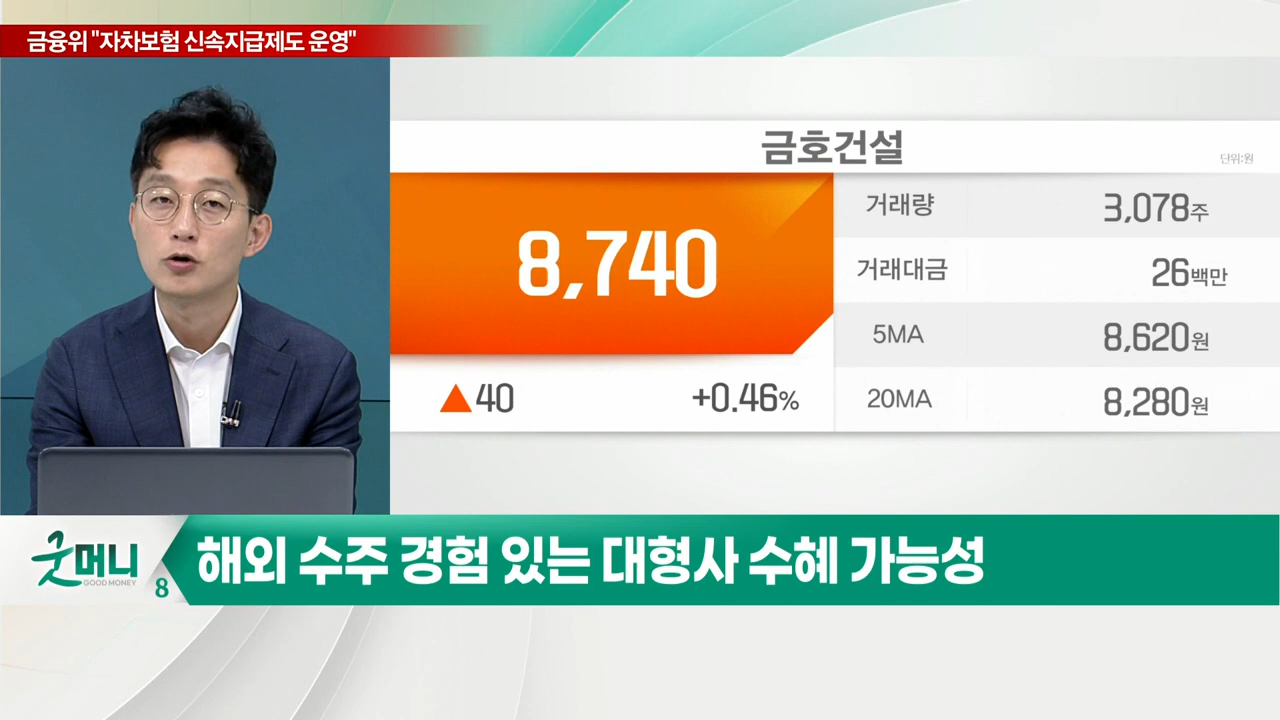 금융위 "자차보험 신속지급제도 운영"
금호건설
단위:원
8,740
▲40 +0.46%
거래량 3,078주
거래대금 26백만
5MA 8,620원
20MA 8,280원
굿머니
GOOD MONEY
8
해외 수주 경험 있는 대형사 수혜 가능성